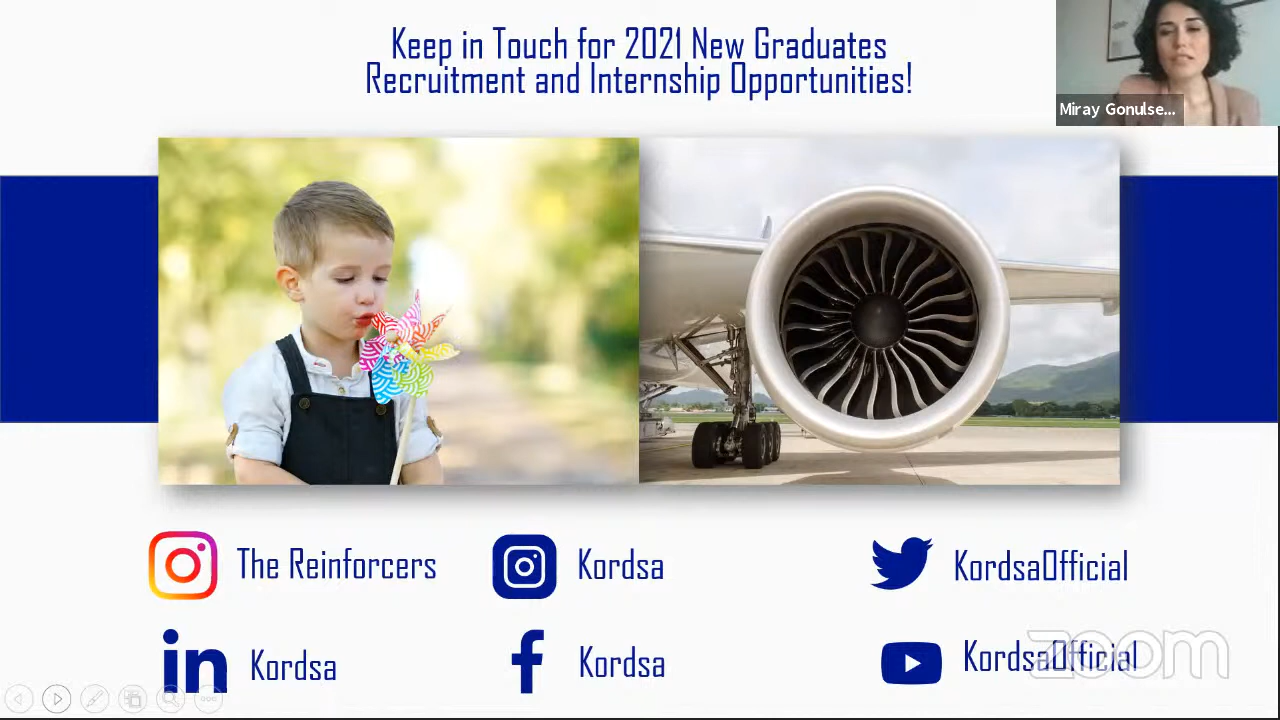 Keep in Touch for 2021 New Graduates
Recruitment and Internship Opportunities!
Miray Gonulse...
The Reinforcers
Kordsa
KordsaOfficial
Kordsa
Kordsa
KordsaOfficial
zoom